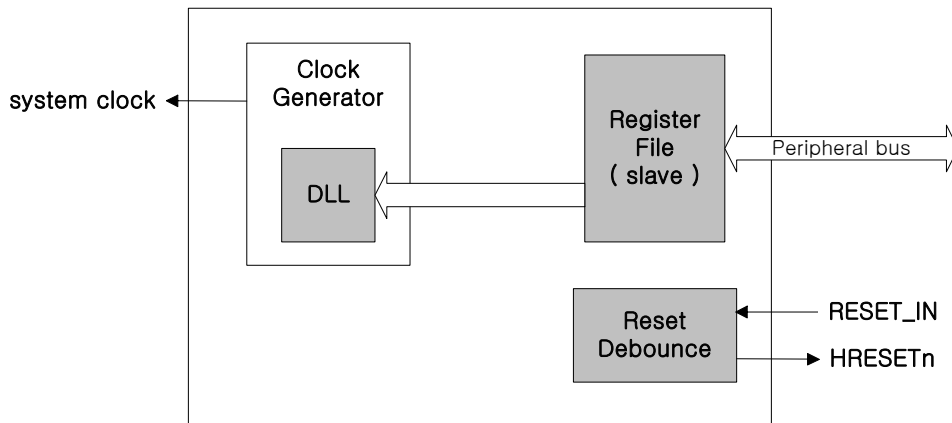 Clock
Generator
system clock
DLL
Register
File
( slave )
Peripheral bus
Reset
Debounce
RESET_IN
HRESETn